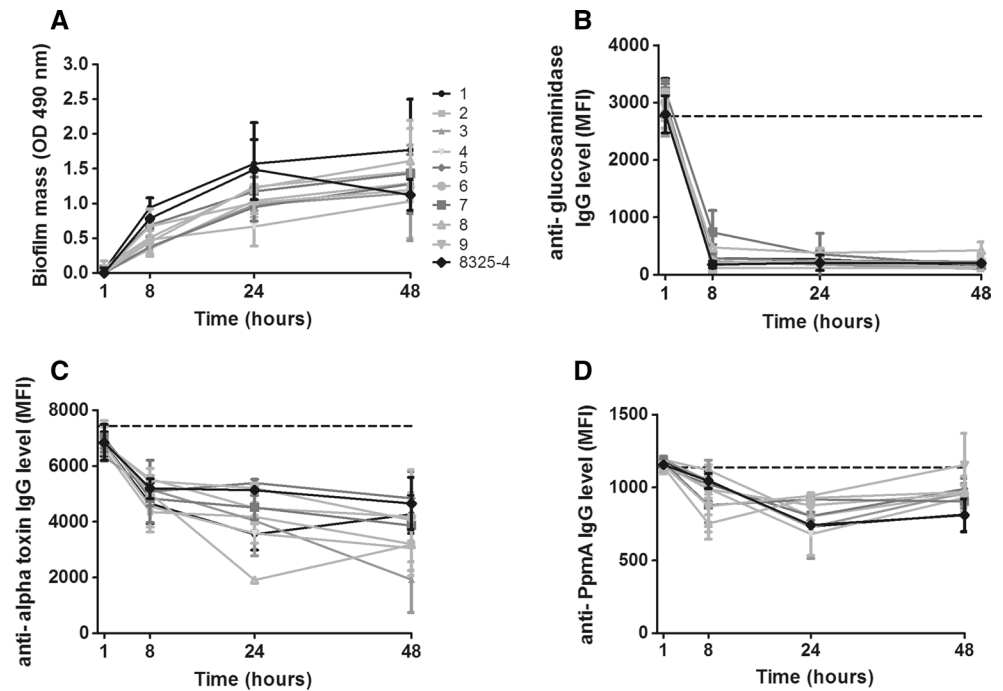 A
Biofilm mass (OD 490 nm)
3.0
2.5
2.0
1.5
1.0
0.5
0.0
1 8 24 48
Time (hours)
1
2
3
4
5
6
7
8
9
8325-4
B
anti- glucosaminidase
IgG level (MFI)
4000
3000
2000
1000
0
1 8 24 48
Time (hours)
C
anti- alpha toxin IgG level (MFI)
8000
6000
4000
2000
0
1 8 24 48
Time (hours)
D
anti- PpmA IgG level (MFI)
1500
1000
500
0
1 8 24 48
Time (hours)